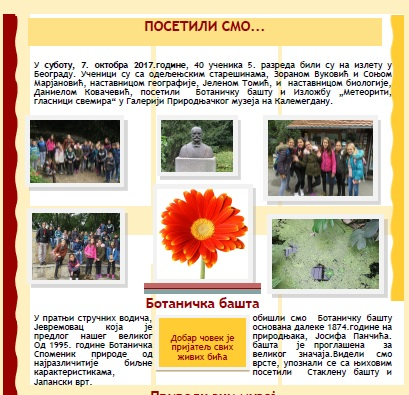 ПОСЕТИЛИ СМО...
У суботу, 7. октобра 2017.године, 40 ученика 5. разреда били су на излету у
Београду. Ученици су са одељенским старешинама, Зораном Вуковић и Соњом
Марјановић, наставницом географије, Јеленом Томић, и наставницом биологије,
Даниелом Ковачевић, посетили Ботаничку башту и Изложбу „Метеорити,
гласници свемира“ у Галерији Природњачког музеја на Калемегдану.
Ботаничка башта
У пратњи стручних водича,
Јевремовац која је
предлог нашег великог
Од 1995. године Ботаничка
Споменик природе од
најразличитије биљне
карактеристикама,
Јапански врт.
Добар човек је
пријатељ свих
живих бића
обишли смо Ботаничку башту
основана далеке 1874.године на
природњака, Јосифа Панчића.
башта је проглашена за
великог значаја.Видели смо
врсте, упознали се са њиховим
посетили Стаклену башту и